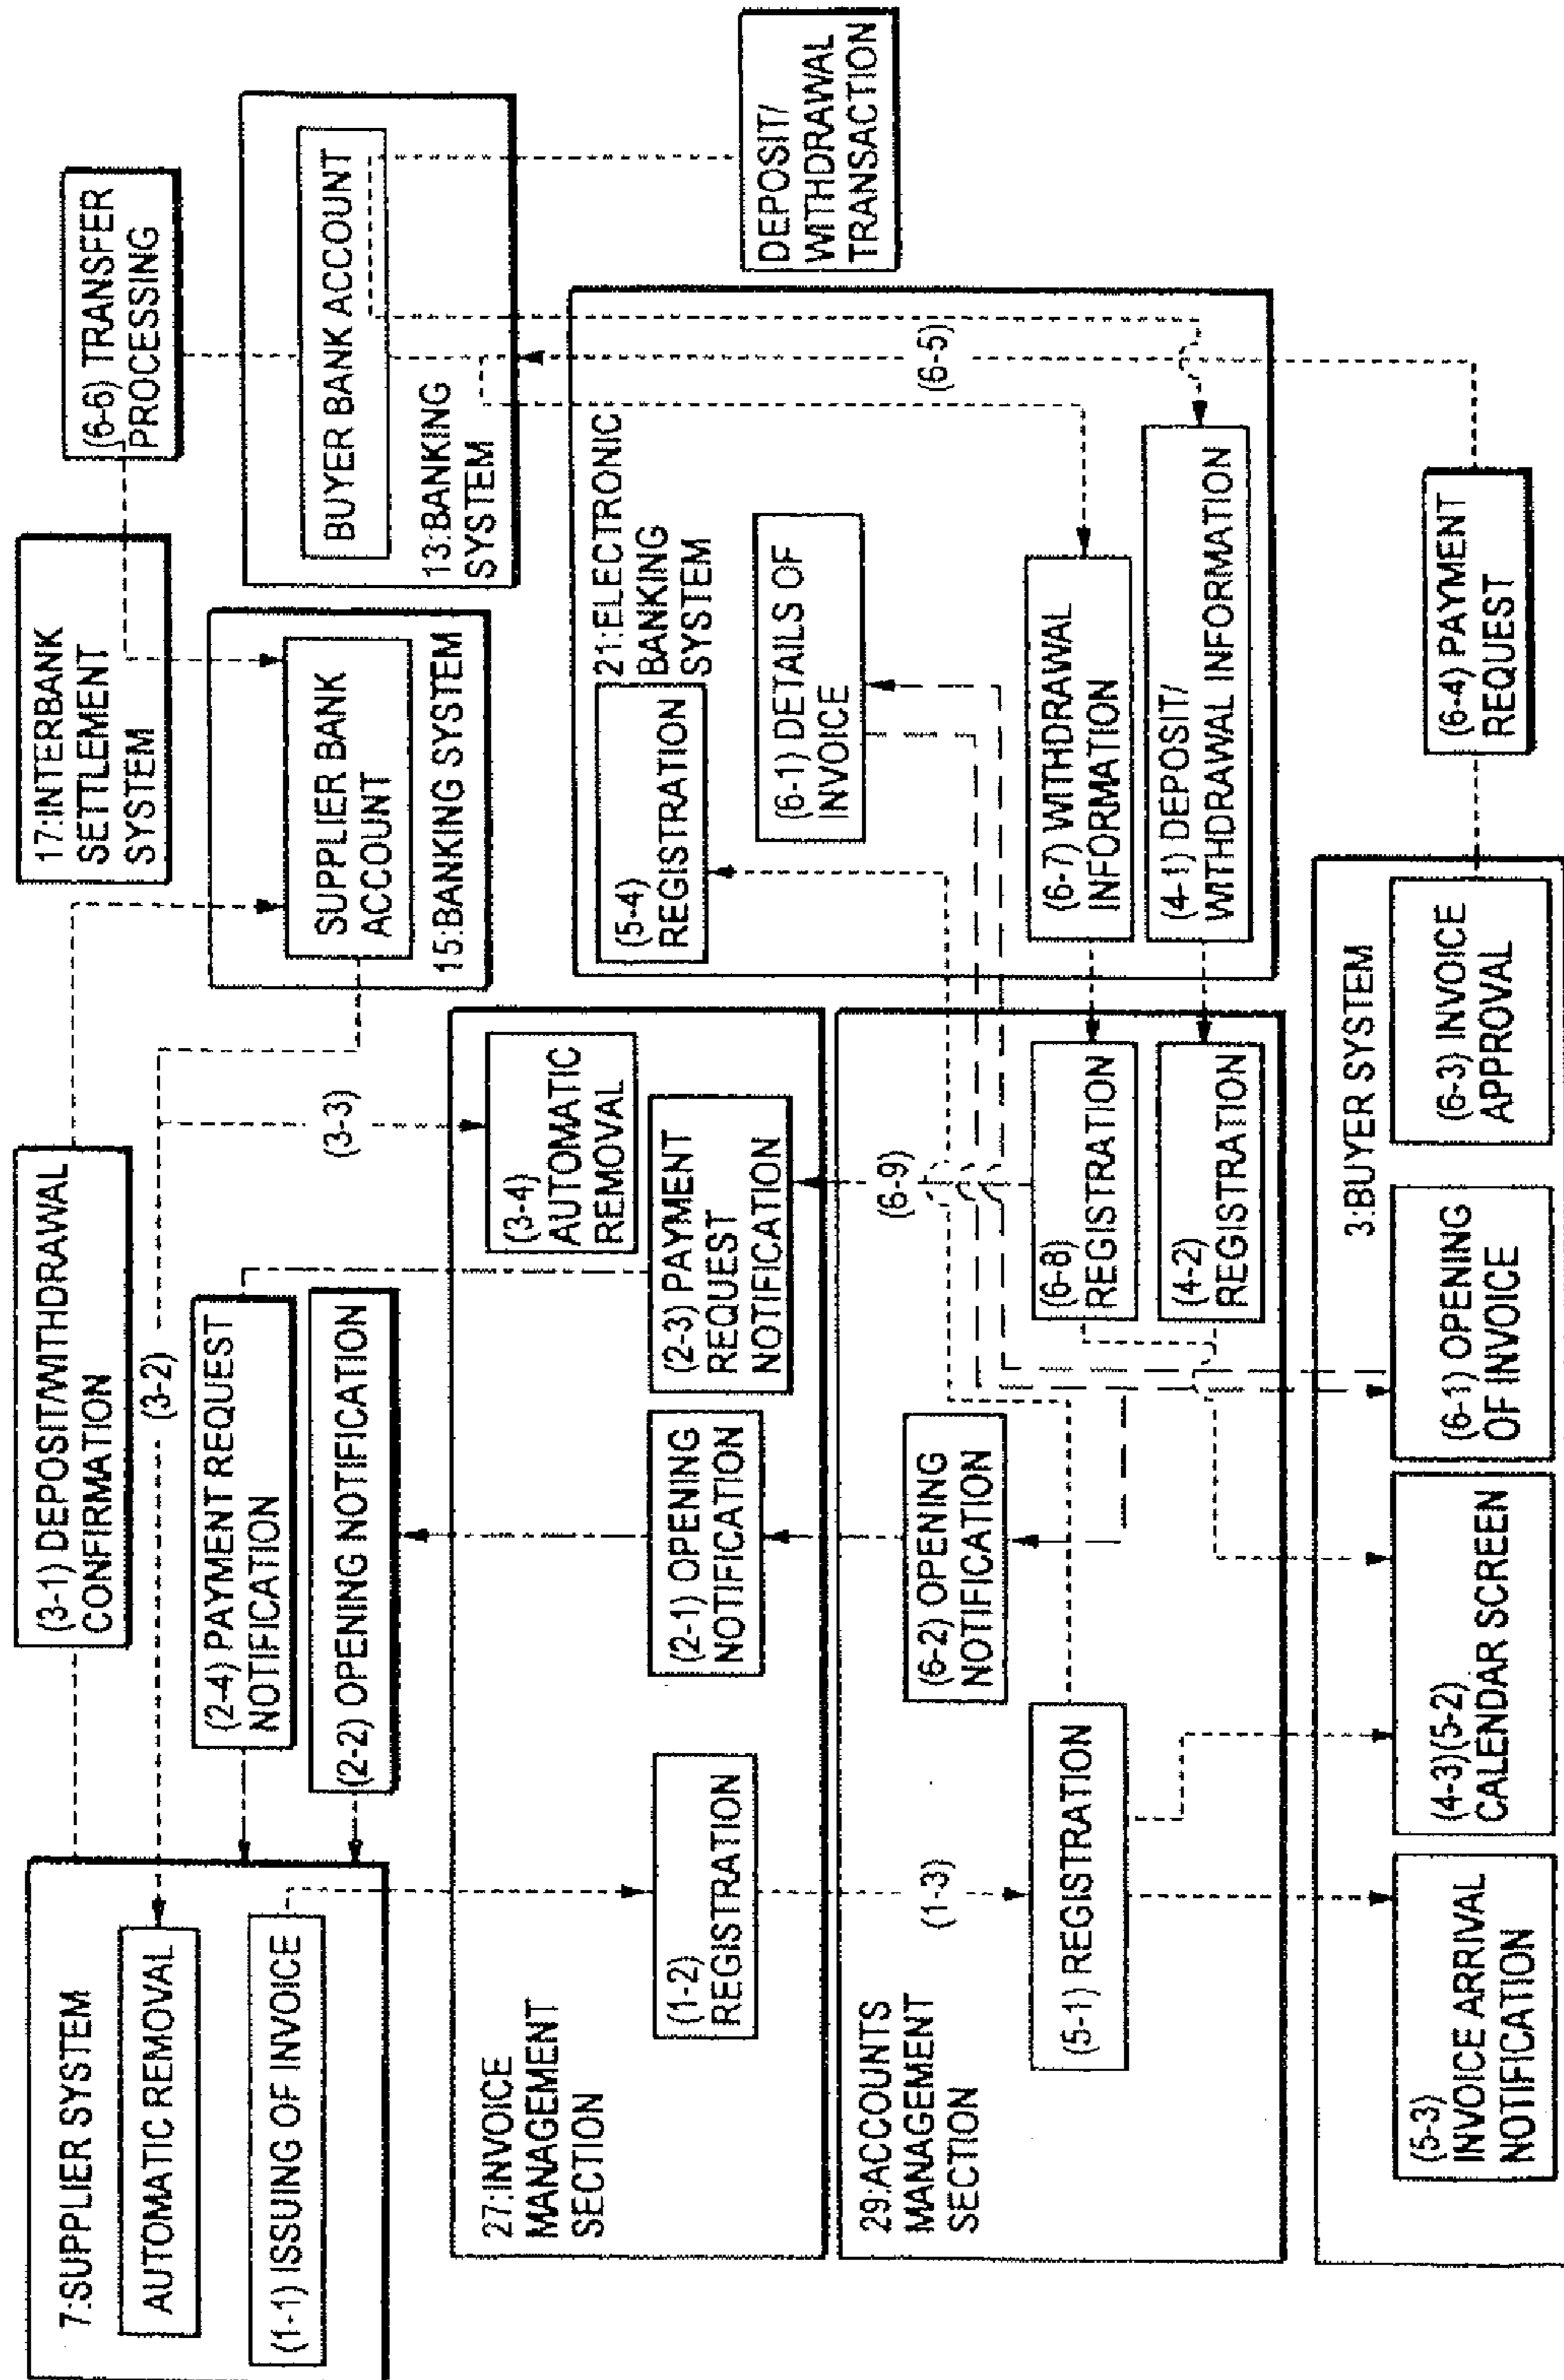 7:SUPPLIER SYSTEM
AUTOMATIC REMOVAL
(1-1) ISSUING OF INVOICE
(3-1) DEPOSIT/WITHDRAWAL
CONFIRMATION
(3-2)
(2-4) PAYMENT REQUEST
NOTIFICATION
(2-2) OPENING NOTIFICATION
(3-3)
17:INTERBANK
SETTLEMENT
SYSTEM
SUPPLIER BANK
ACCOUNT
15:BANKING SYSTEM
(6-6) TRANSFER
PROCESSING
BUYER BANK ACCOUNT
13:BANKING
SYSTEM
DEPOSIT/
WITHDRAWAL
TRANSACTION
27:INVOICE
MANAGEMENT
SECTION
(1-2)
REGISTRATION
(2-1) OPENING
NOTIFICATION
(2-3) PAYMENT
REQUEST
NOTIFICATION
(3-4)
AUTOMATIC
REMOVAL
21:ELECTRONIC
BANKING
SYSTEM
(5-4)
REGISTRATION
(6-1) DETAILS OF
INVOICE
(6-7) WITHDRAWAL
INFORMATION
(4-1) DEPOSIT/
WITHDRAWAL INFORMATION
(6-5)
29:ACCOUNTS
MANAGEMENT
SECTION
(1-3)
(5-1) REGISTRATION
(6-2) OPENING
NOTIFICATION
(6-9)
(6-8)
REGISTRATION
(4-2)
REGISTRATION
3:BUYER SYSTEM
(5-3)
INVOICE ARRIVAL
NOTIFICATION
(4-3)(5-2)
CALENDAR SCREEN
(6-1) OPENING
OF INVOICE
(6-3) INVOICE
APPROVAL
(6-4) PAYMENT
REQUEST